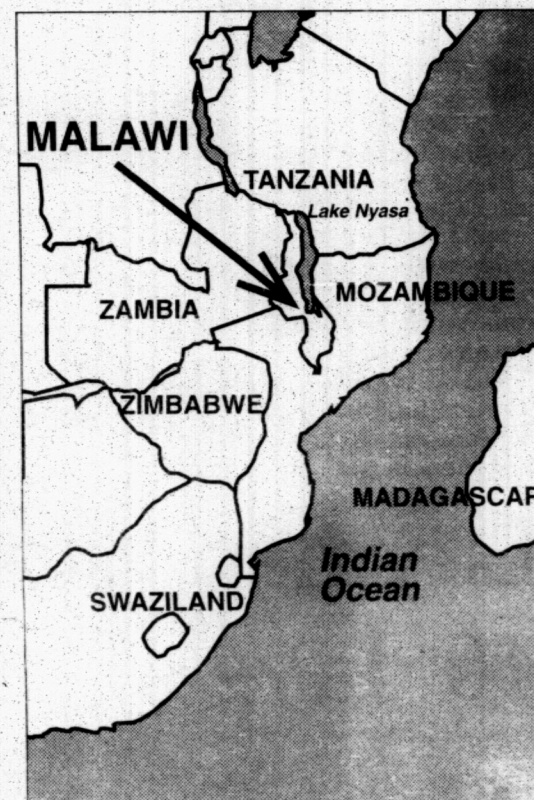 MALAWI
TANZANIA
Lake Nyasa
MOZAMBIQUE
ZAMBIA
ZIMBABWE
MADAGASCAR
Indian
Ocean
SWAZILAND